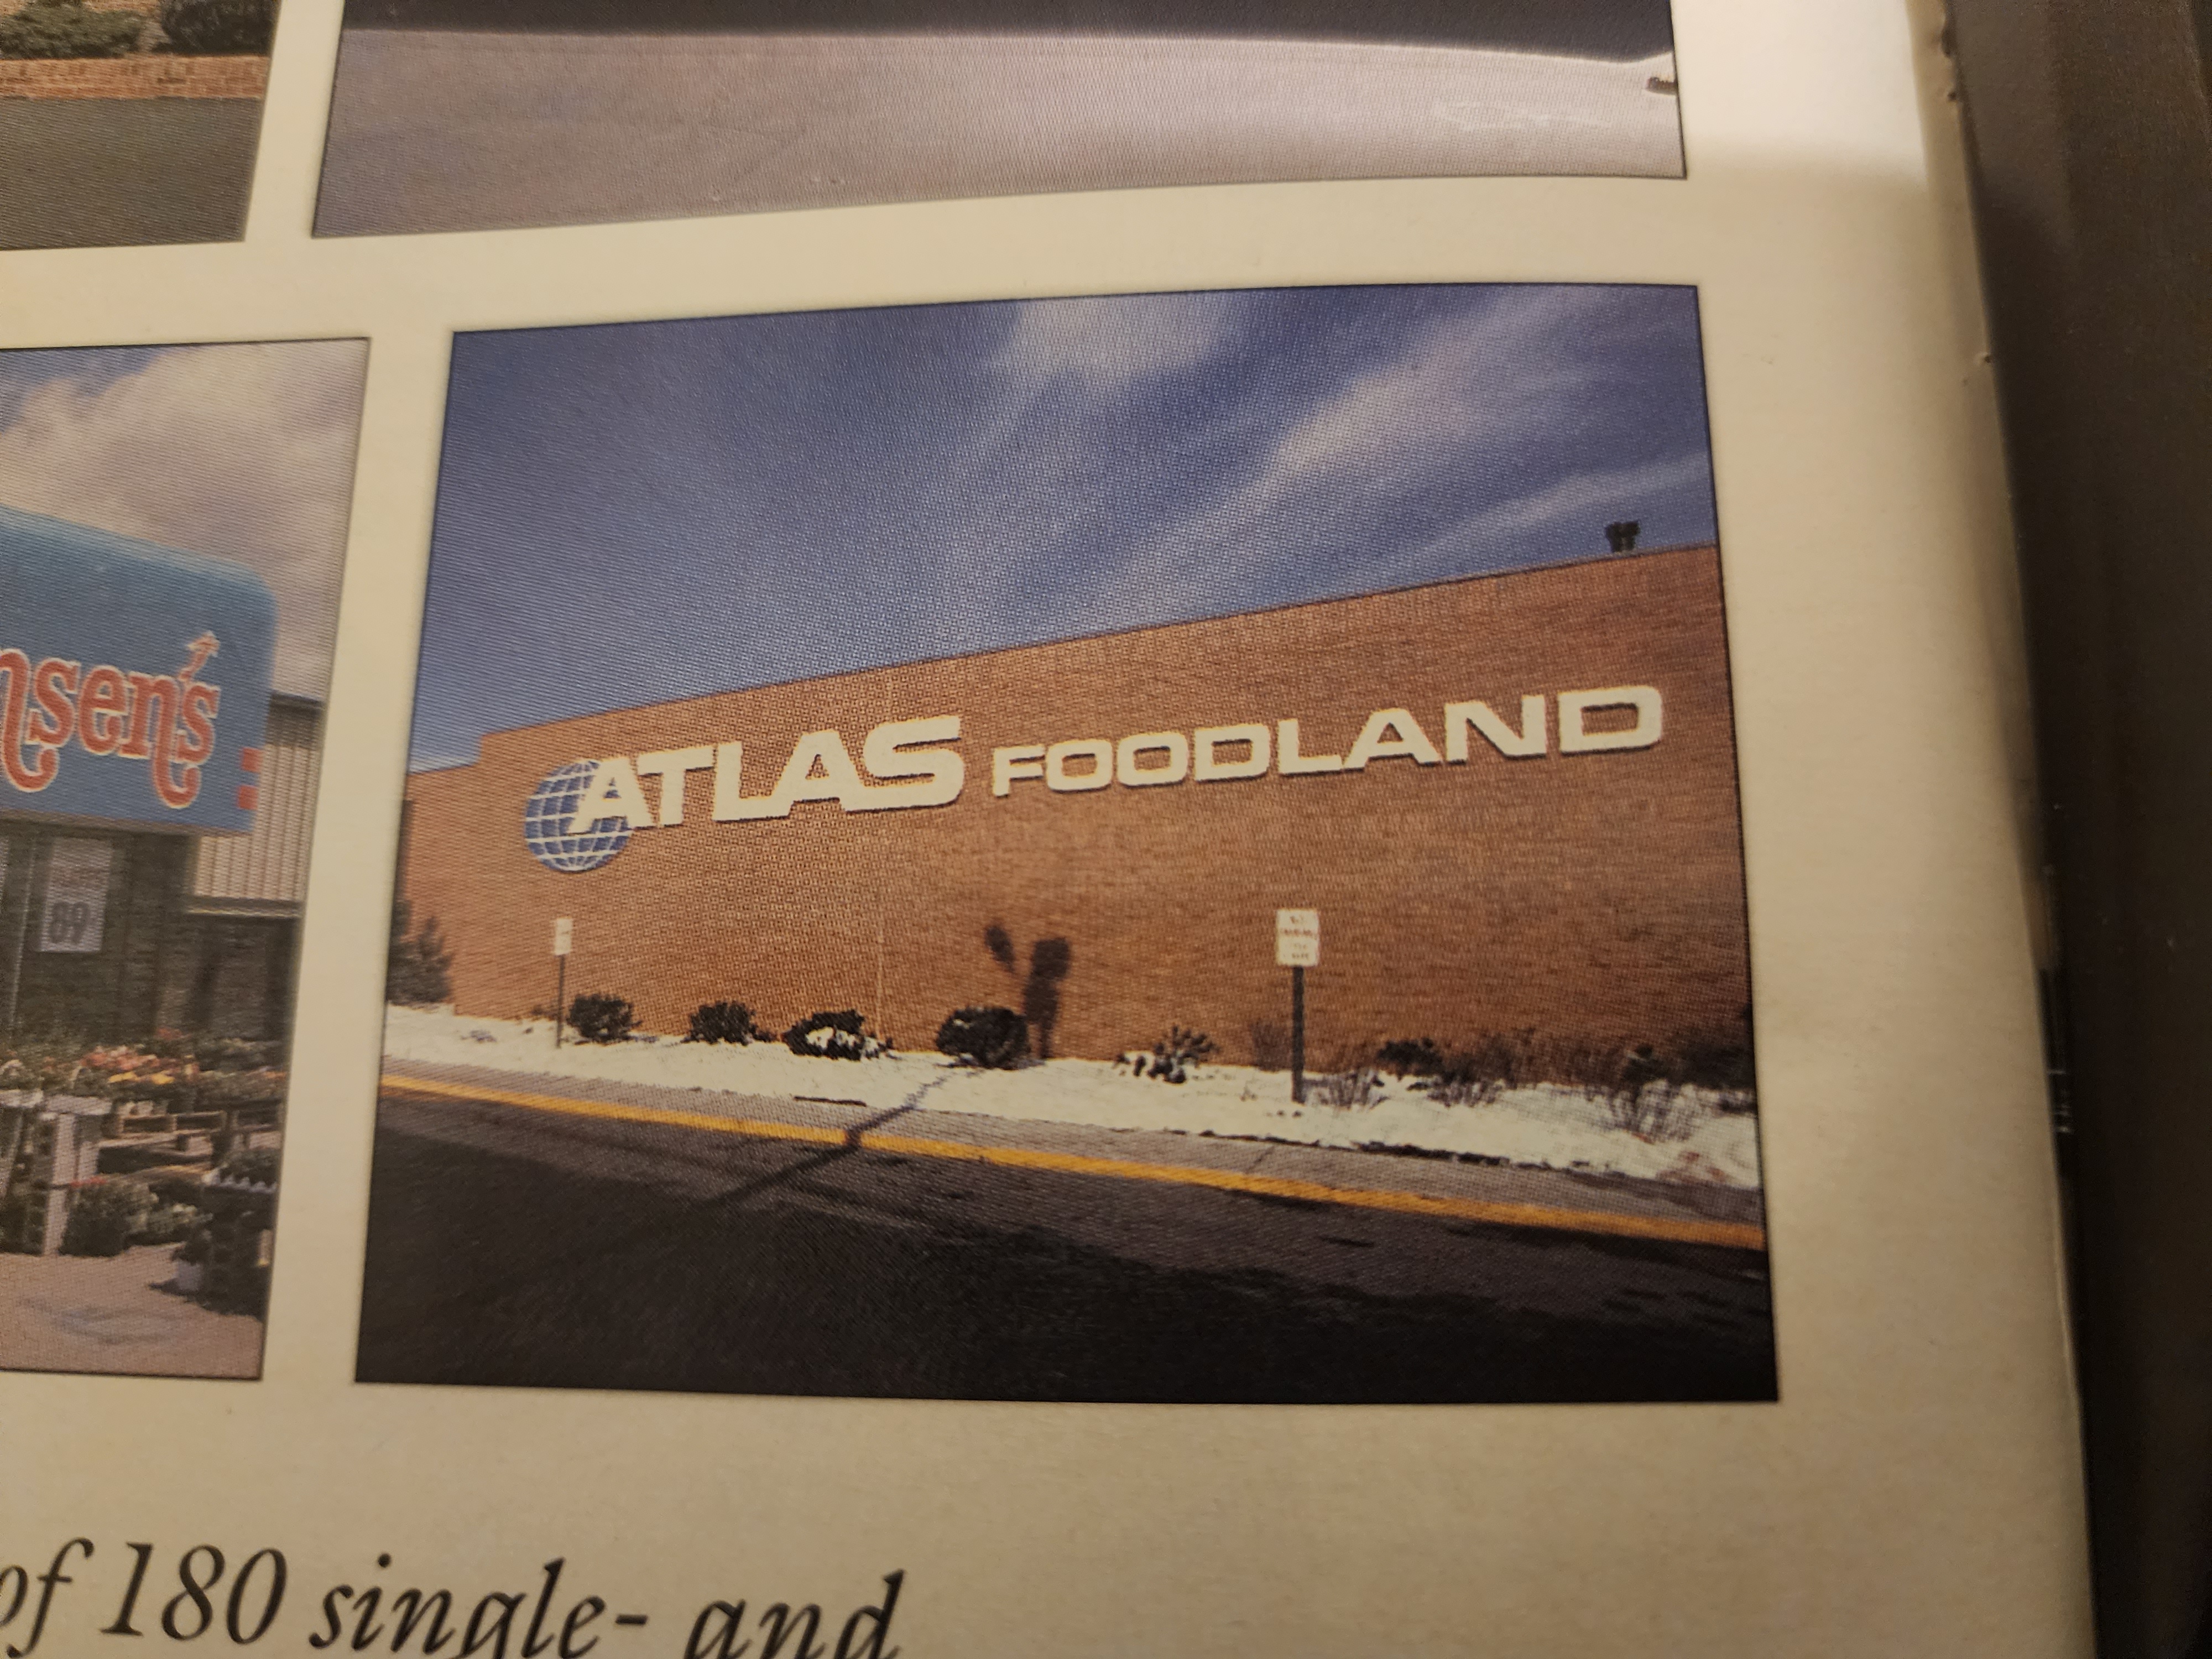 nsen's
89
ATLAS FOODLAND
of 180 single- and